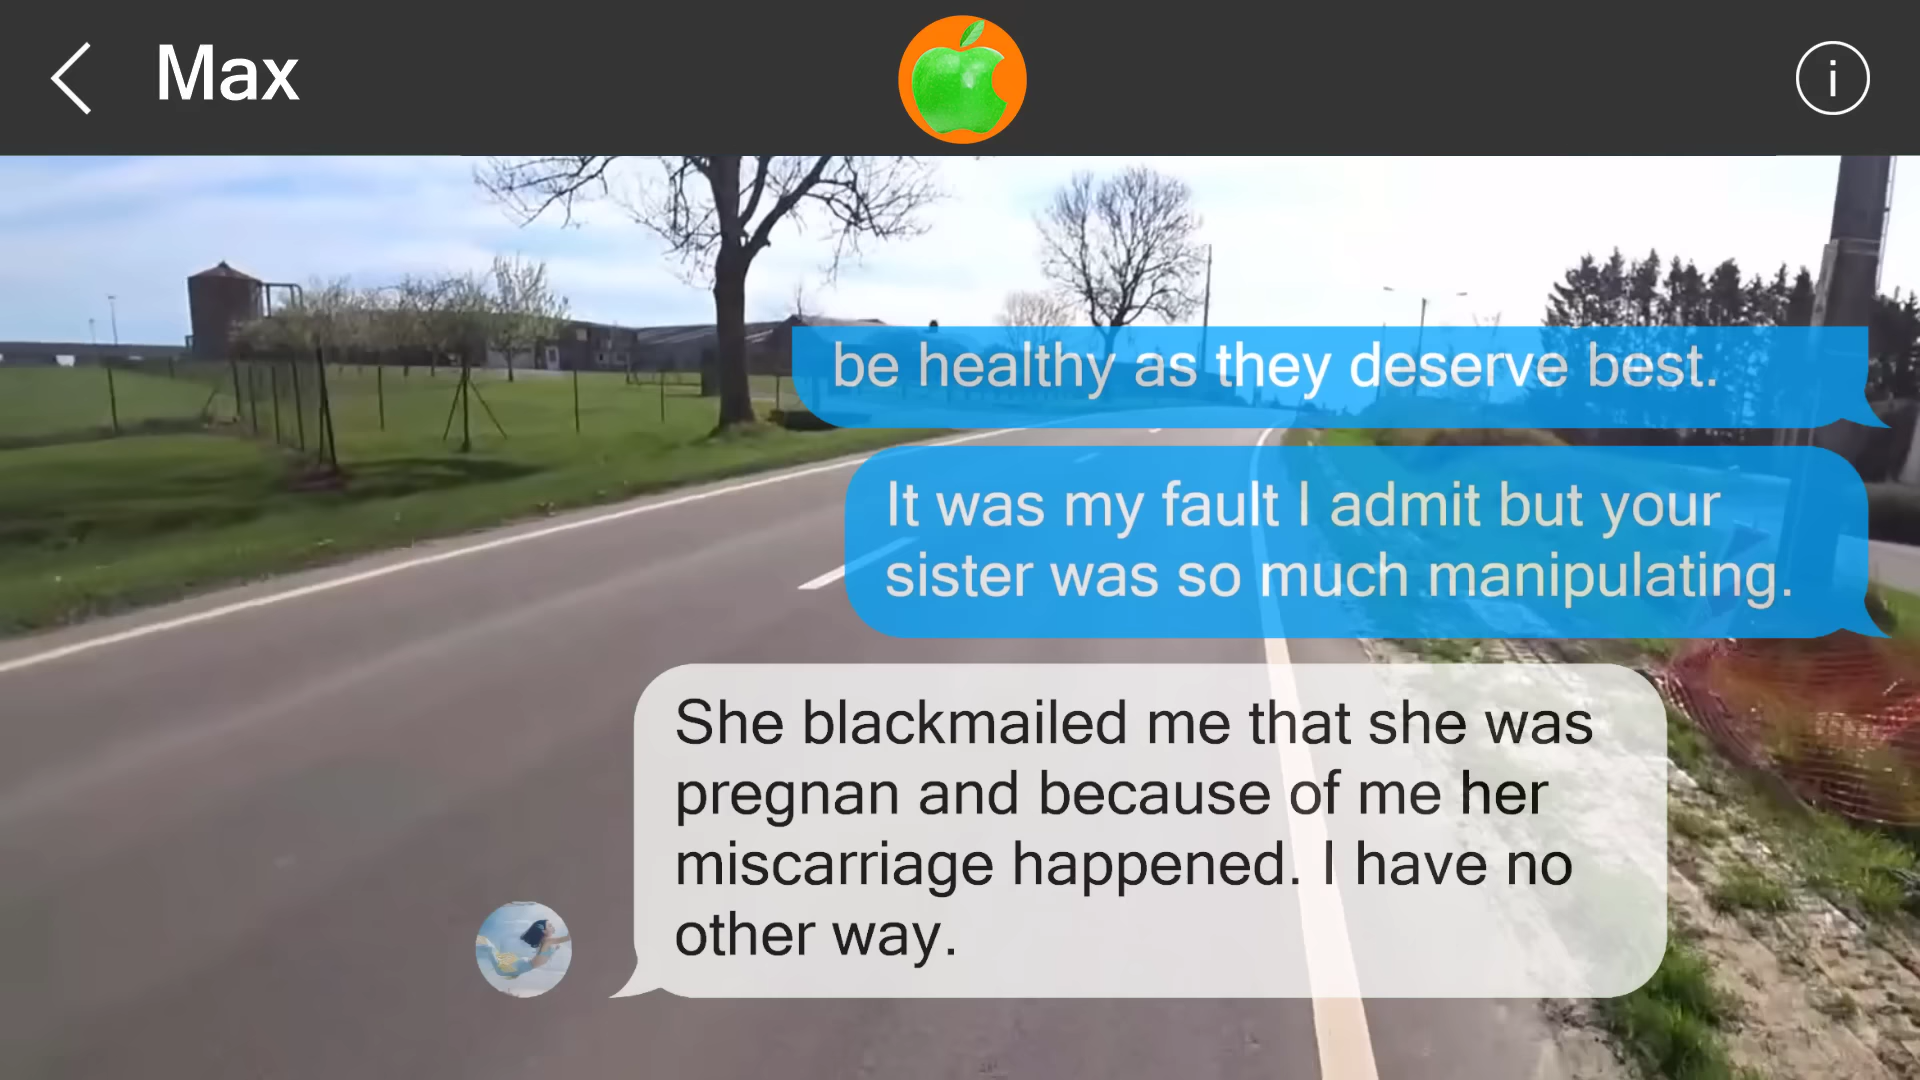 Max
i
be healthy as they deserve best.
It was my fault I admit but your
sister was so much manipulating.
She blackmailed me that she was
pregnan and because of me her
miscarriage happened. I have no
other way.